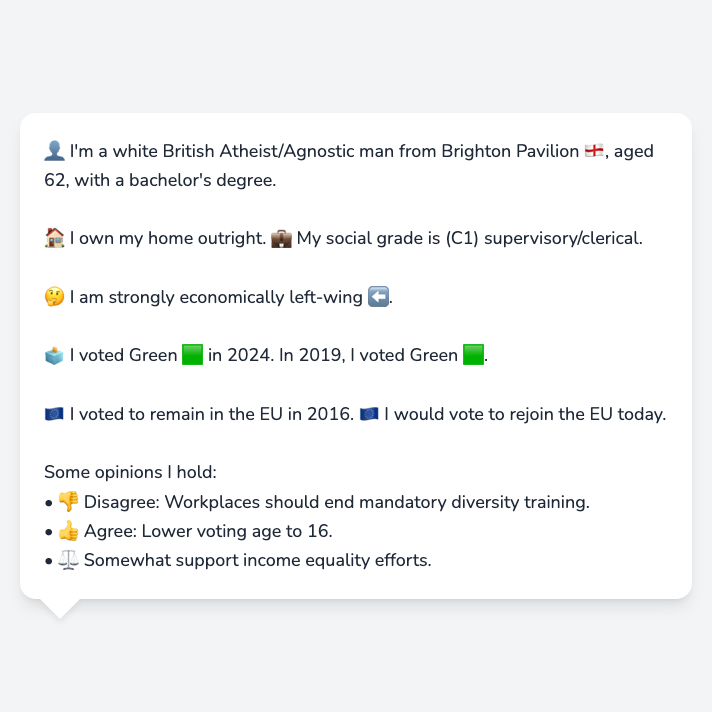 👤 I'm a white British Atheist/Agnostic man from Brighton Pavilion 🏴󠁧󠁢󠁥󠁮󠁧󠁿, aged
62, with a bachelor's degree.
🏠 I own my home outright. 💼 My social grade is (C1) supervisory/clerical.
🤔 I am strongly economically left-wing ⬅️.
🗳️ I voted Green 🟩 in 2024. In 2019, I voted Green 🟩.
🇪🇺 I voted to remain in the EU in 2016. 🇪🇺 I would vote to rejoin the EU today.
Some opinions I hold:
• 👎 Disagree: Workplaces should end mandatory diversity training.
• 👍 Agree: Lower voting age to 16.
• ⚖️ Somewhat support income equality efforts.